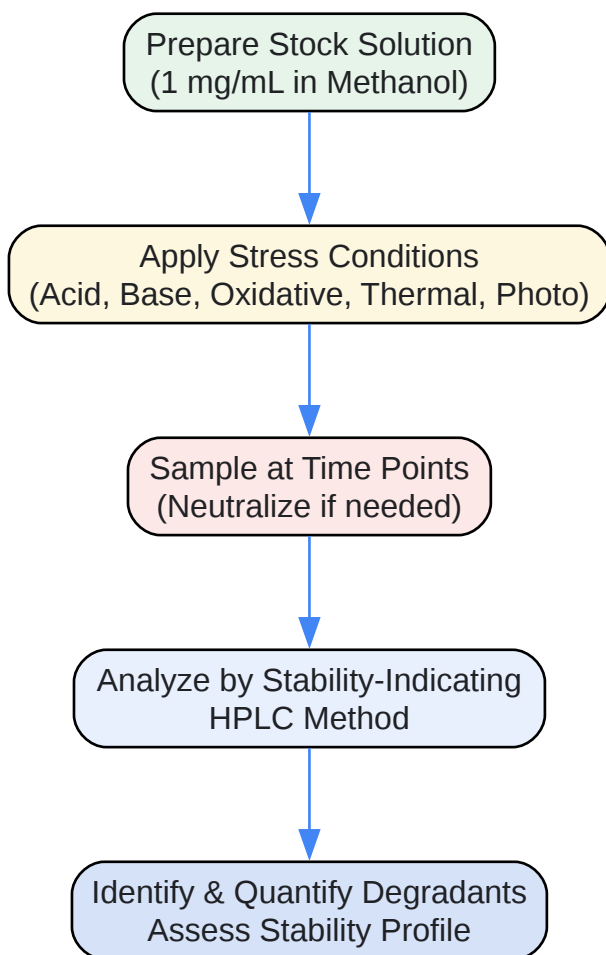 Prepare Stock Solution
(1 mg/mL in Methanol)
Apply Stress Conditions
(Acid, Base, Oxidative, Thermal, Photo)
Sample at Time Points
(Neutralize if needed)
Analyze by Stability-Indicating
HPLC Method
Identify & Quantify Degradants
Assess Stability Profile